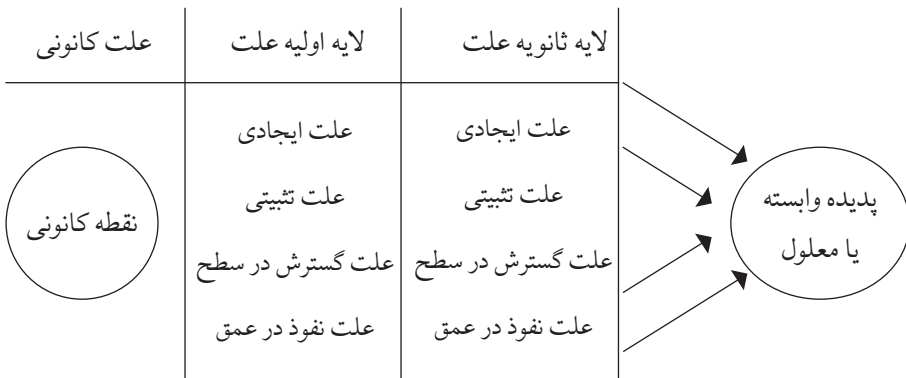 لایه ثانویه علت
لایه اولیه علت
علت کانونی
علت ایجادی
علت ایجادی
علت تثبیتی
علت تثبیتی
علت گسترش در سطح
علت گسترش در سطح
علت نفوذ در عمق
علت نفوذ در عمق
نقطه کانونی
پدیده وابسته
یا معلول